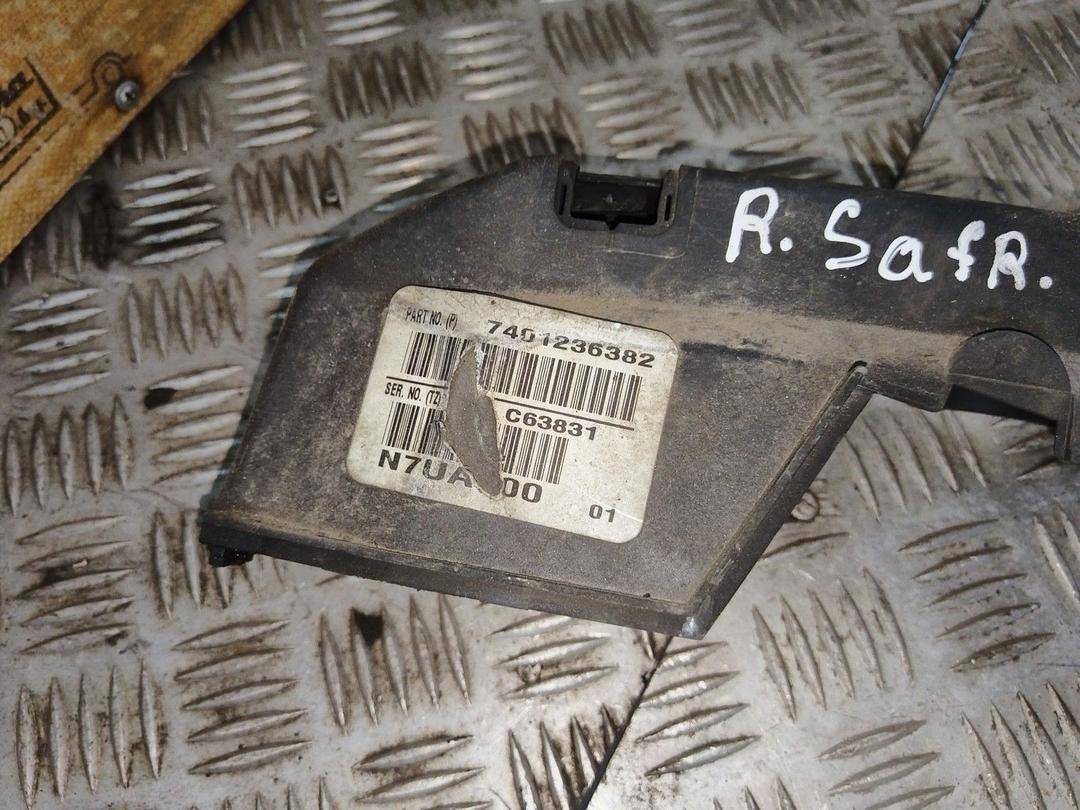 R. SafR.
PART NO. (P) 7401236382
SER. NO. (TZ) C63831
01